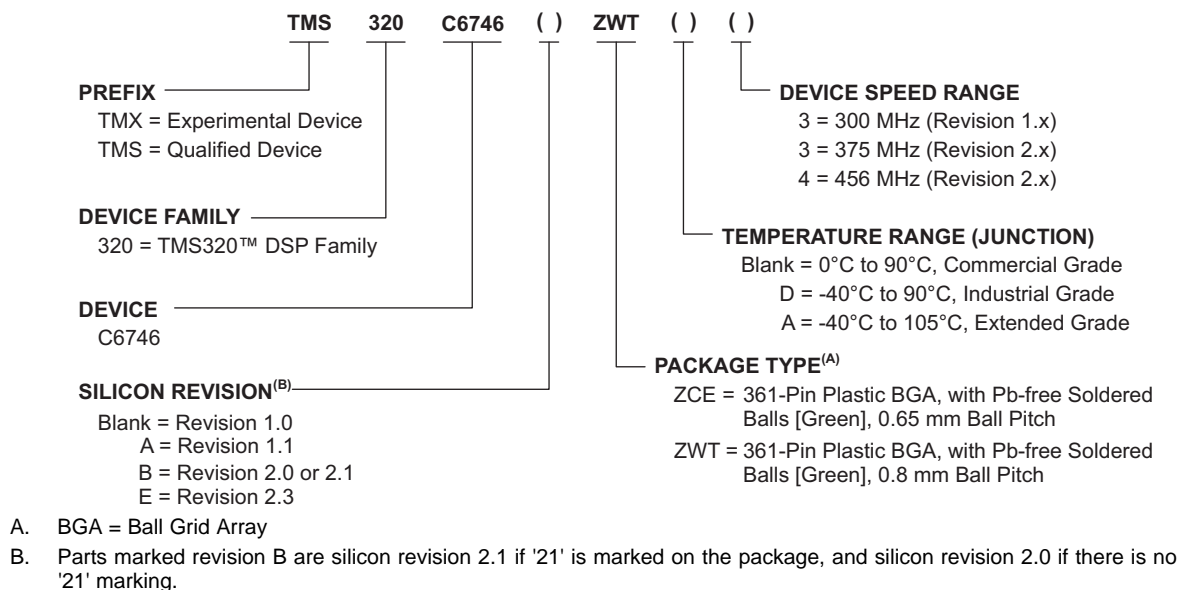 TMS 320 C6746 ( ) ZWT ( ) ( )
PREFIX
TMX = Experimental Device
TMS = Qualified Device
DEVICE FAMILY
320 = TMS320™ DSP Family
DEVICE
C6746
SILICON REVISION(B)
Blank = Revision 1.0
A = Revision 1.1
B = Revision 2.0 or 2.1
E = Revision 2.3
DEVICE SPEED RANGE
3 = 300 MHz (Revision 1.x)
3 = 375 MHz (Revision 2.x)
4 = 456 MHz (Revision 2.x)
TEMPERATURE RANGE (JUNCTION)
Blank = 0°C to 90°C, Commercial Grade
D = -40°C to 90°C, Industrial Grade
A = -40°C to 105°C, Extended Grade
PACKAGE TYPE(A)
ZCE = 361-Pin Plastic BGA, with Pb-free Soldered
Balls [Green], 0.65 mm Ball Pitch
ZWT = 361-Pin Plastic BGA, with Pb-free Soldered
Balls [Green], 0.8 mm Ball Pitch
A. BGA = Ball Grid Array
B. Parts marked revision B are silicon revision 2.1 if '21' is marked on the package, and silicon revision 2.0 if there is no
'21' marking.